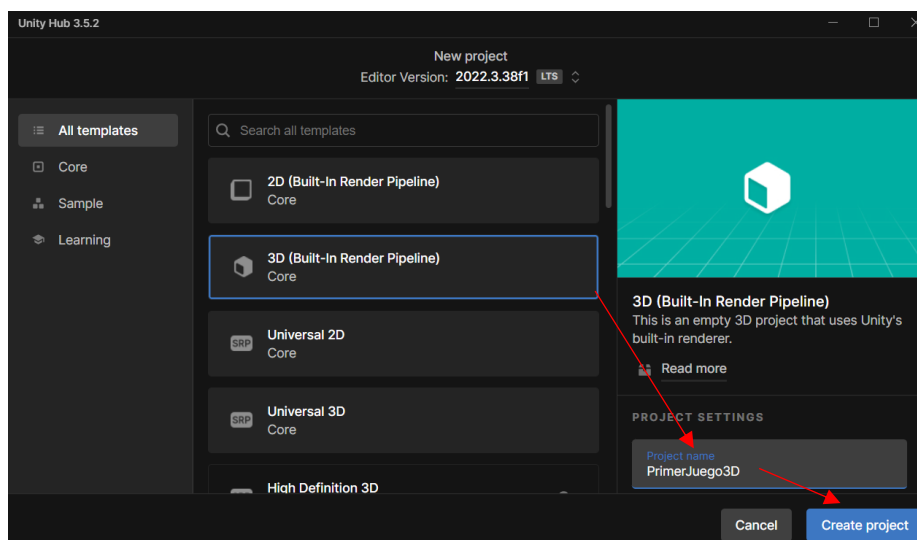 Unity Hub 3.5.2
New project
Editor Version: 2022.3.38f1 LTS
All templates
Core
Sample
Learning
Search all templates
2D (Built-In Render Pipeline)
Core
3D (Built-In Render Pipeline)
Core
SRP
Universal 2D
Core
SRP
Universal 3D
Core
High Definition 3D
3D (Built-In Render Pipeline)
This is an empty 3D project that uses Unity's
built-in renderer.
Read more
PROJECT SETTINGS
Project name
PrimerJuego3D
Cancel
Create project